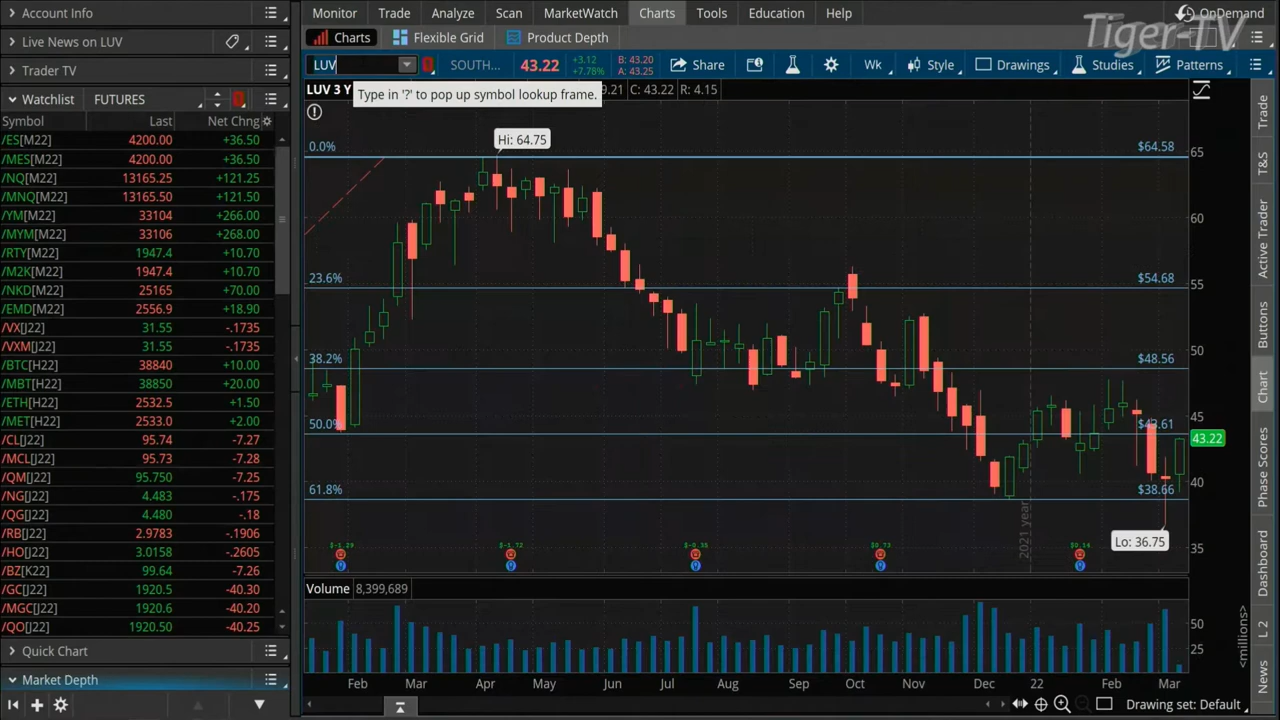 Account Info
Monitor Trade Analyze Scan MarketWatch Charts Tools Education Help OnDemand
Tiger-TV
Live News on LUV
Charts Flexible Grid Product Depth
Trader TV
LUV SOUTH... 43.22 +3.12 +7.78% B: 43.20 A: 43.25 Share Wk Style Drawings Studies Patterns
Type in '?' to pop up symbol lookup frame.
LUV 3 Y 9.21 C: 43.22 R: 4.15
Watchlist FUTURES
Symbol Last Net Chng
/ES[M22] 4200.00 +36.50
/MES[M22] 4200.00 +36.50
/NQ[M22] 13165.25 +121.25
/MNQ[M22] 13165.50 +121.50
/YM[M22] 33104 +266.00
/MYM[M22] 33106 +268.00
/RTY[M22] 1947.4 +10.70
/M2K[M22] 1947.4 +10.70
/NKD[M22] 25165 +70.00
/EMD[M22] 2556.9 +18.90
/VX[J22] 31.55 -.1735
/VXM[J22] 31.55 -.1735
/BTC[H22] 38840 +10.00
/MBT[H22] 38850 +20.00
/ETH[H22] 2532.5 +1.50
/MET[H22] 2533.0 +2.00
/CL[J22] 95.74 -7.27
/MCL[J22] 95.73 -7.28
/QM[J22] 95.750 -7.25
/NG[J22] 4.483 -.175
/QG[J22] 4.480 -.18
/RB[J22] 2.9783 -.1906
/HO[J22] 3.0158 -.2605
/BZ[K22] 99.64 -7.26
/GC[J22] 1920.5 -40.30
/MGC[J22] 1920.6 -40.20
/QO[J22] 1920.50 -40.25
Quick Chart
Market Depth
Hi: 64.75
0.0% $64.58
23.6% $54.68
38.2% $48.56
50.0% $43.61
61.8% $38.66
Lo: 36.75
2021 year
65
60
55
50
45
43.22
40
35
$-1.29 $-1.72 $-0.35 $0.73 $0.14
Volume 8,399,689
50
25
<millions>
Feb Mar Apr May Jun Jul Aug Sep Oct Nov Dec 22 Feb Mar
Drawing set: Default
Trade
T&S
Active Trader
Buttons
Chart
Phase Scores
Dashboard
L 2
News